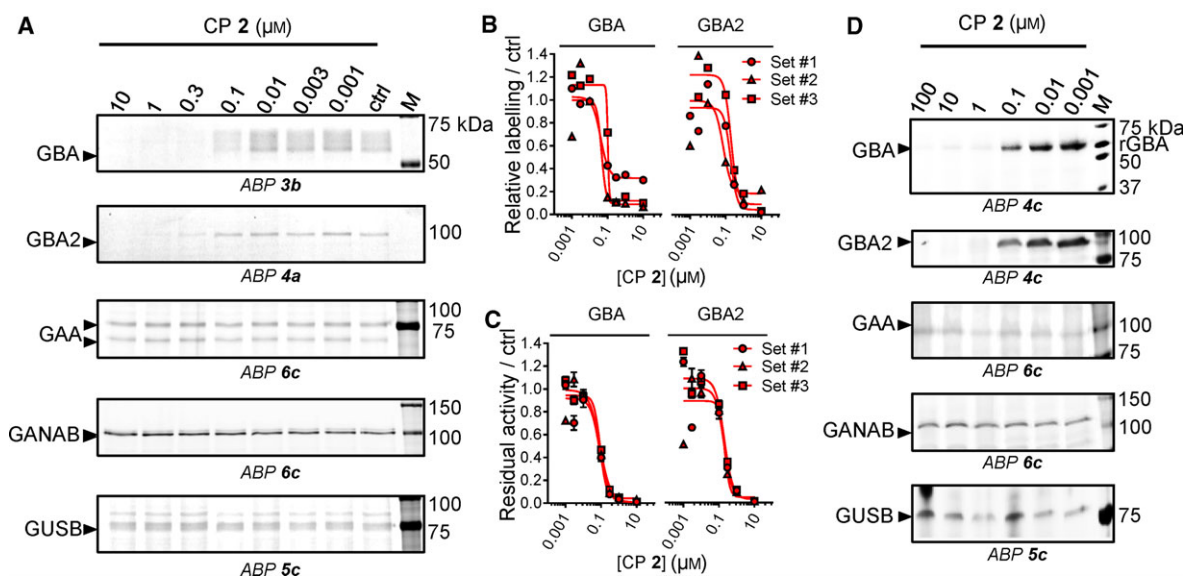 A
CP 2 (µM)
10 1 0.3 0.1 0.01 0.003 0.001 ctrl M
75 kDa
GBA
50
ABP 3b
100
GBA2
ABP 4a
100
GAA
75
ABP 6c
150
GANAB
100
ABP 6c
100
GUSB
75
ABP 5c
B
GBA GBA2
Set #1
Set #2
Set #3
Relative labelling / ctrl
1.4
1.2
1.0
0.8
0.6
0.4
0.2
0.0
0.001 0.1 10 0.001 0.1 10
[CP 2] (µM)
C
GBA GBA2
Set #1
Set #2
Set #3
Residual activity / ctrl
1.4
1.2
1.0
0.8
0.6
0.4
0.2
0.0
0.001 0.1 10 0.001 0.1 10
[CP 2] (µM)
D
CP 2 (µM)
100 10 1 0.1 0.01 0.001 M
75 kDa
GBA
rGBA
50
37
ABP 4c
GBA2
100
75
ABP 4c
GAA
100
75
ABP 6c
150
GANAB
100
ABP 6c
GUSB
75
ABP 5c